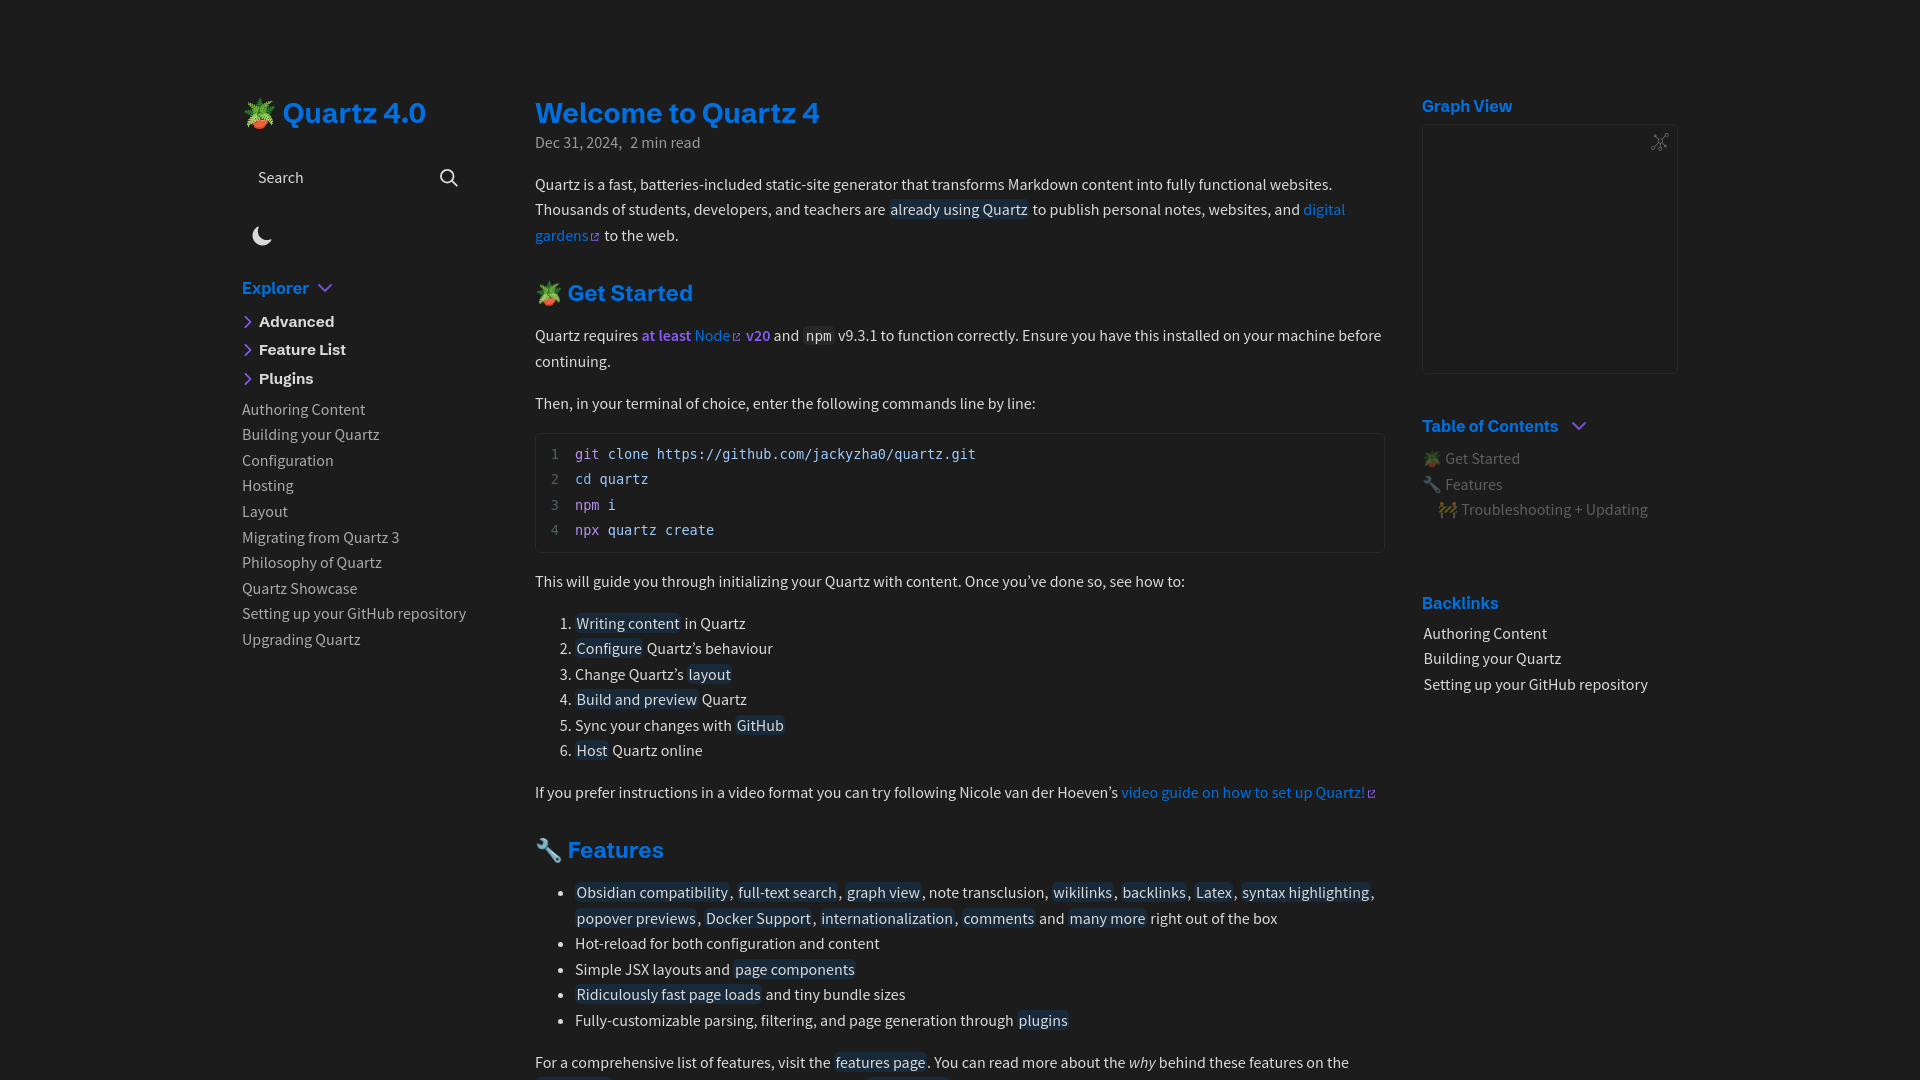 Quartz 4.0
Search
Explorer
Advanced
Feature List
Plugins
Authoring Content
Building your Quartz
Configuration
Hosting
Layout
Migrating from Quartz 3
Philosophy of Quartz
Quartz Showcase
Setting up your GitHub repository
Upgrading Quartz
Welcome to Quartz 4
Dec 31, 2024, 2 min read
Quartz is a fast, batteries-included static-site generator that transforms Markdown content into fully functional websites.
Thousands of students, developers, and teachers are already using Quartz to publish personal notes, websites, and digital
gardens to the web.
🪴 Get Started
Quartz requires at least Node v20 and npm v9.3.1 to function correctly. Ensure you have this installed on your machine before
continuing.
Then, in your terminal of choice, enter the following commands line by line:
1 git clone https://github.com/jackyzha0/quartz.git
2 cd quartz
3 npm i
4 npx quartz create
This will guide you through initializing your Quartz with content. Once you’ve done so, see how to:
1. Writing content in Quartz
2. Configure Quartz’s behaviour
3. Change Quartz’s layout
4. Build and preview Quartz
5. Sync your changes with GitHub
6. Host Quartz online
If you prefer instructions in a video format you can try following Nicole van der Hoeven’s video guide on how to set up Quartz!
🔧 Features
• Obsidian compatibility, full-text search, graph view, note transclusion, wikilinks, backlinks, Latex, syntax highlighting,
popover previews, Docker Support, internationalization, comments and many more right out of the box
• Hot-reload for both configuration and content
• Simple JSX layouts and page components
• Ridiculously fast page loads and tiny bundle sizes
• Fully-customizable parsing, filtering, and page generation through plugins
For a comprehensive list of features, visit the features page. You can read more about the why behind these features on the
Graph View
Table of Contents
🪴 Get Started
🔧 Features
🚧 Troubleshooting + Updating
Backlinks
Authoring Content
Building your Quartz
Setting up your GitHub repository